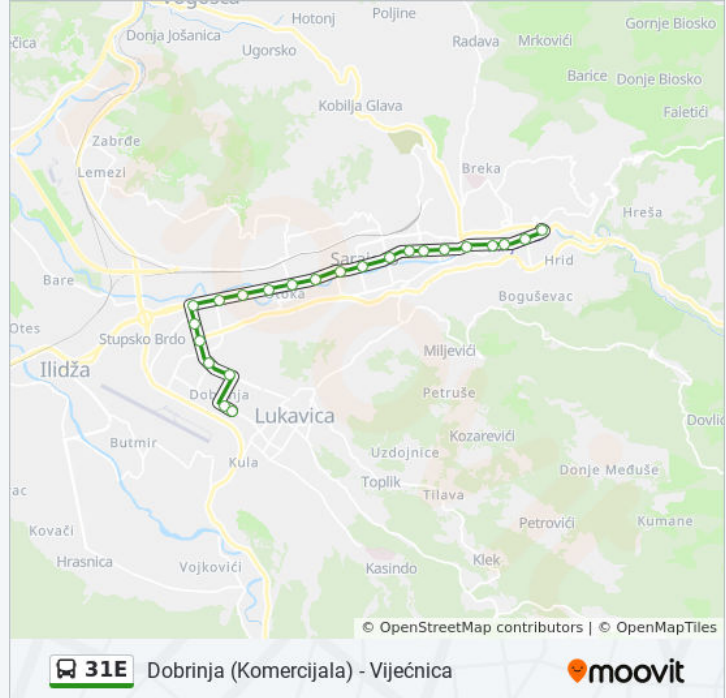 Vogošća
Hotonj
Poljine
Gornje Biosko
Donja Jošanica
Radava
Mrkovići
Ugorsko
Barice
Donje Biosko
Kobilja Glava
Faletići
Zabrđe
Lemezi
Breka
Hreša
Hrid
Bare
Boguševac
Otes
Stupsko Brdo
Miljevići
Ilidža
Petruše
Lukavica
Butmir
Kozarevići
Uzdojnice
Kula
Donje Međuše
Toplik
Tilava
Petrovići
Kumane
Kovači
Hrasnica
Vojkovići
Kasindo
Klek
© OpenStreetMap contributors | © OpenMapTiles
31E Dobrinja (Komercijala) - Vijećnica
moovit